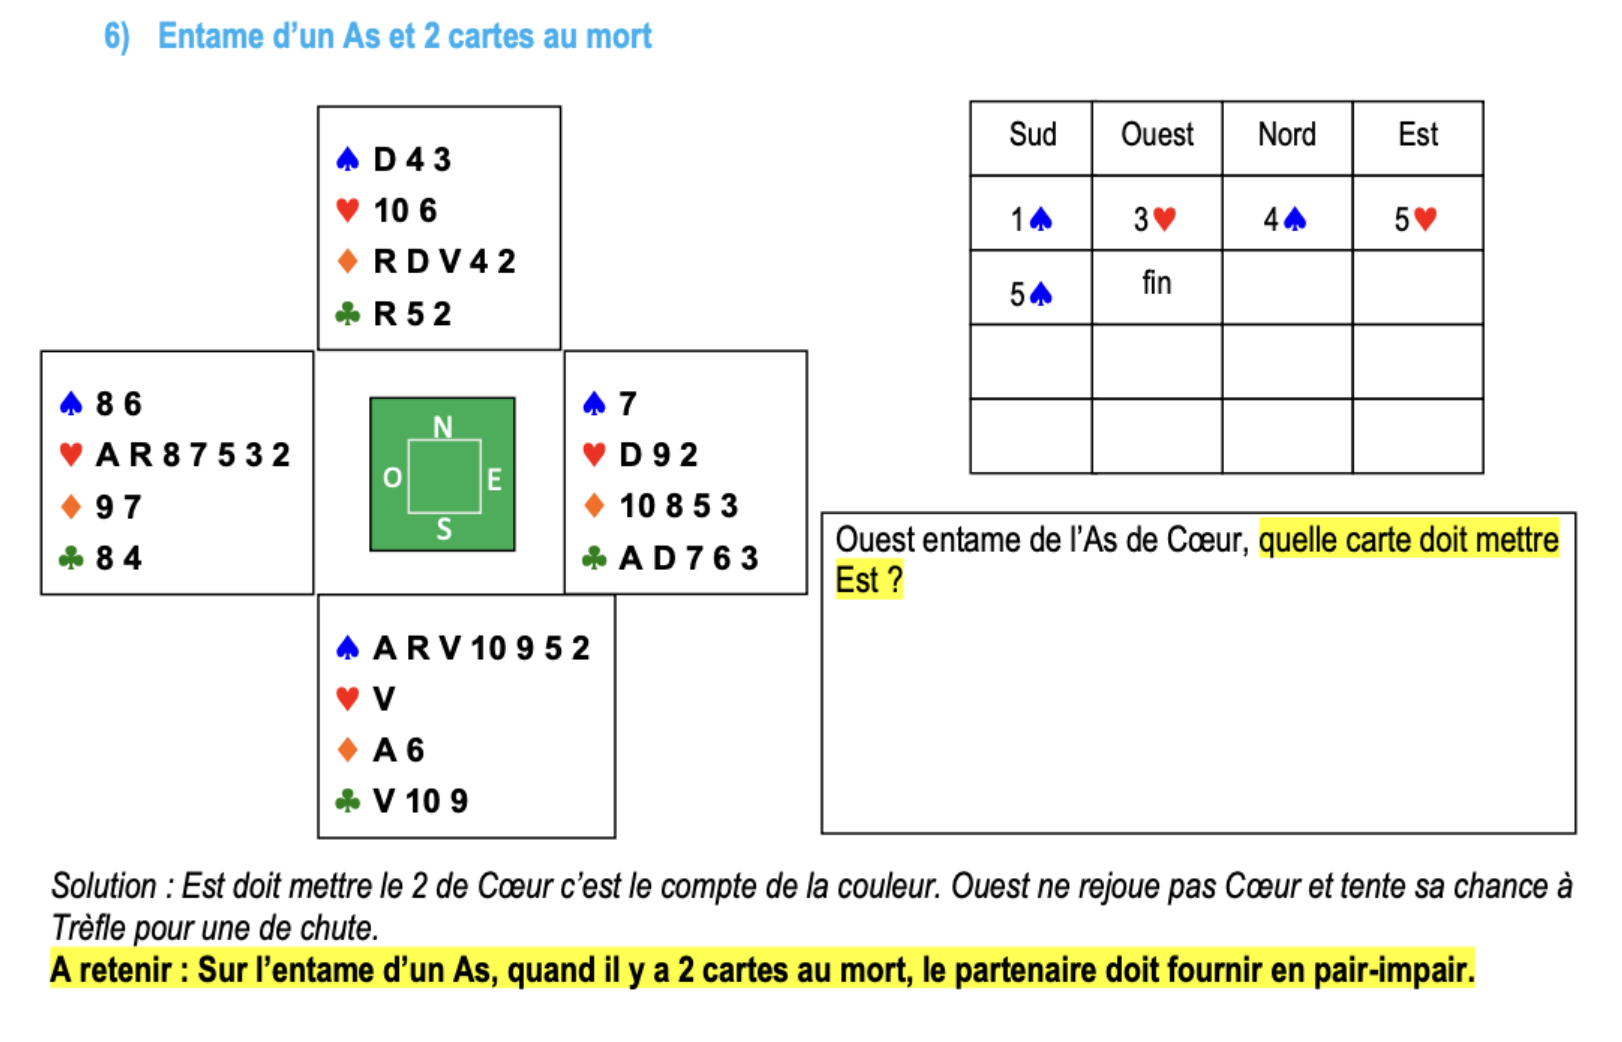 6) Entame d’un As et 2 cartes au mort
♠ D 4 3
♥ 10 6
♦ R D V 4 2
♣ R 5 2
♠ 8 6
♥ A R 8 7 5 3 2
♦ 9 7
♣ 8 4
N
O E
S
♠ 7
♥ D 9 2
♦ 10 8 5 3
♣ A D 7 6 3
♠ A R V 10 9 5 2
♥ V
♦ A 6
♣ V 10 9
Sud Ouest Nord Est
1♠ 3♥ 4♠ 5♥
5♠ fin
Ouest entame de l’As de Cœur, quelle carte doit mettre
Est ?
Solution : Est doit mettre le 2 de Cœur c’est le compte de la couleur. Ouest ne rejoue pas Cœur et tente sa chance à
Trèfle pour une de chute.
A retenir : Sur l’entame d’un As, quand il y a 2 cartes au mort, le partenaire doit fournir en pair-impair.